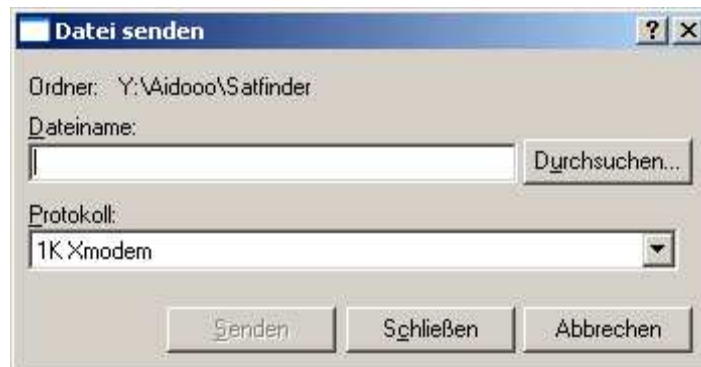 Datei senden
Ordner: Y:\Aidooo\Satfinder
Dateiname:
Durchsuchen...
Protokoll:
1K Xmodem
Senden Schließen Abbrechen